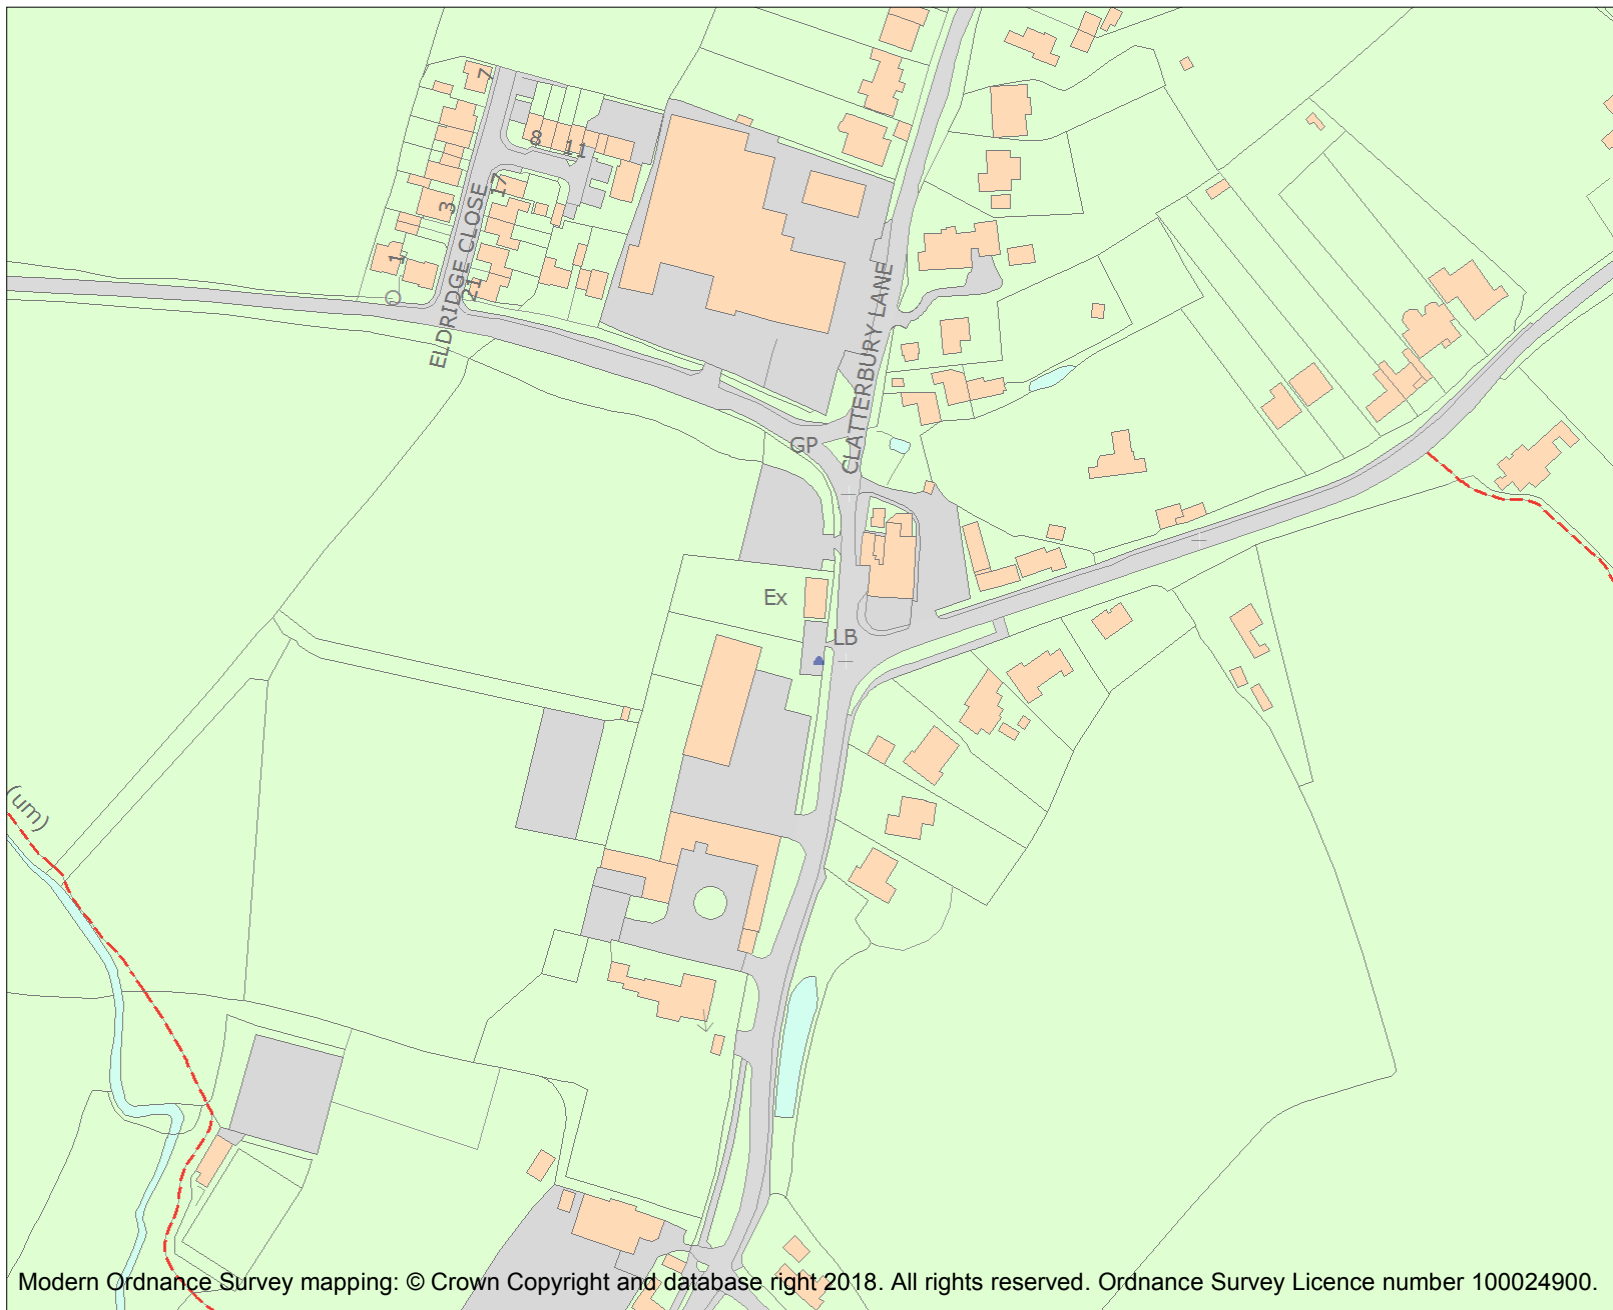 7
8
11
17
3
1
21
ELDRIDGE CLOSE
CLATTERBURY LANE
GP
Ex
LB
(um)
Modern Ordnance Survey mapping: © Crown Copyright and database right 2018. All rights reserved. Ordnance Survey Licence number 100024900.